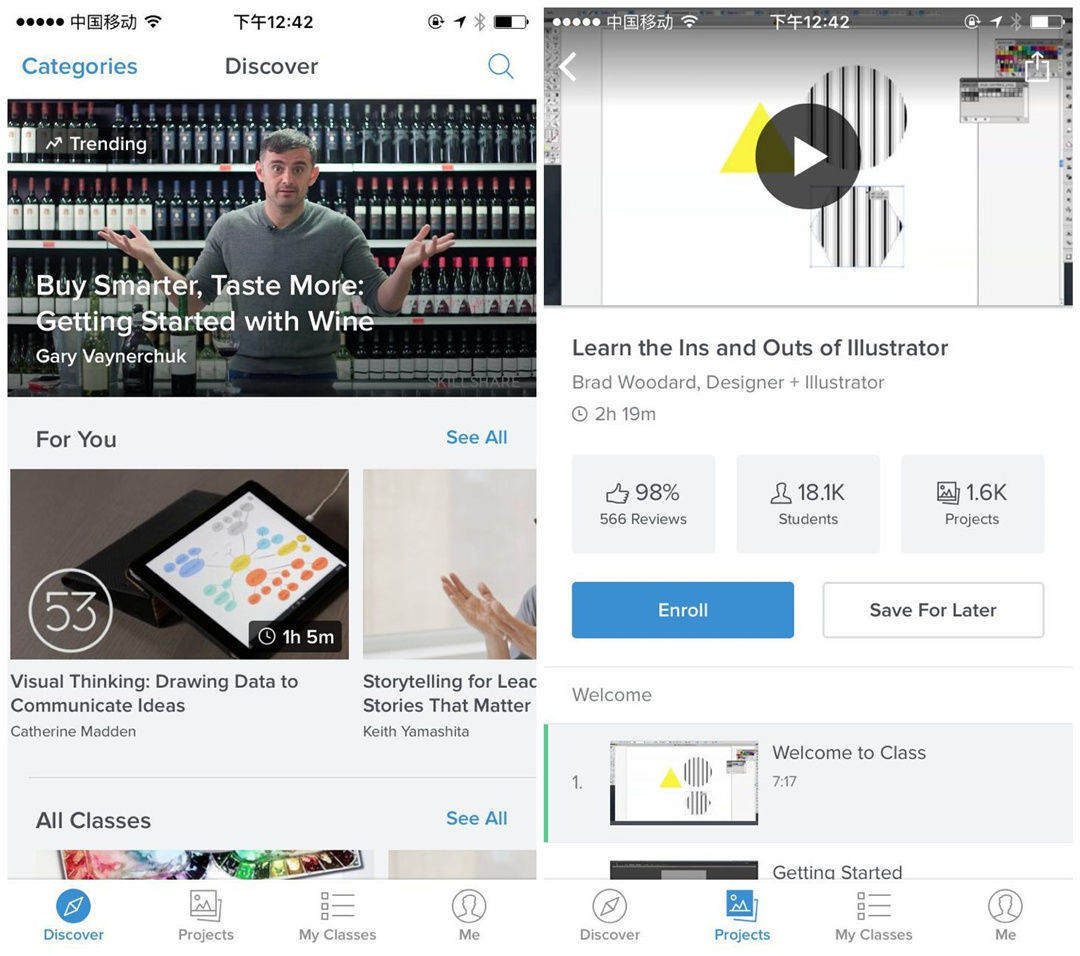 中国移动
下午12:42
Categories
Discover
Trending
Buy Smarter, Taste More:
Getting Started with Wine
Gary Vaynerchuk
SKILLSHARE
For You
See All
53
1h 5m
Visual Thinking: Drawing Data to
Communicate Ideas
Catherine Madden
Storytelling for Lead
Stories That Matter
Keith Yamashita
All Classes
See All
Discover
Projects
My Classes
Me
中国移动
下午12:42
Learn the Ins and Outs of Illustrator
Brad Woodard, Designer + Illustrator
2h 19m
98%
566 Reviews
18.1K
Students
1.6K
Projects
Enroll
Save For Later
Welcome
1.
Welcome to Class
7:17
Getting Started
Discover
Projects
My Classes
Me